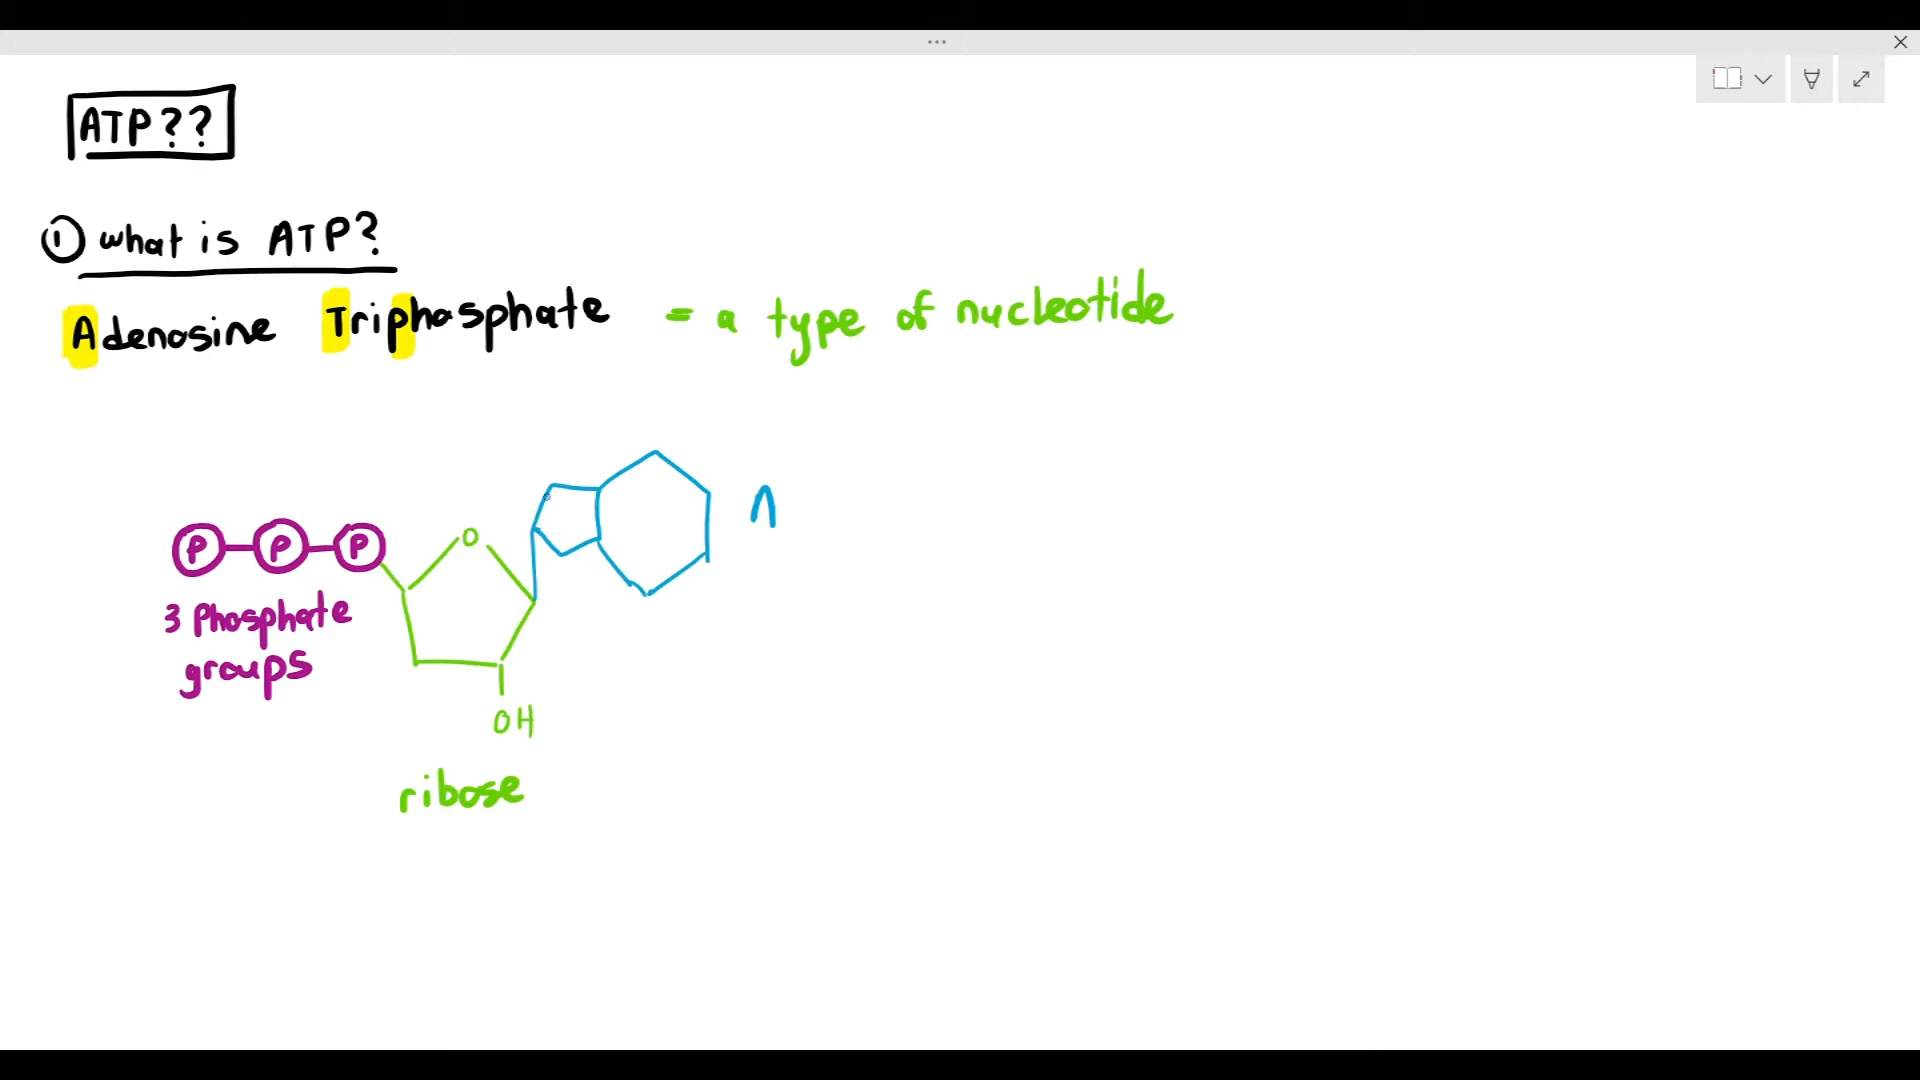 ATP??
① what is ATP?
Adenosine Triphosphate = a type of nucleotide
P-P-P
O
3 Phosphate
groups
OH
ribose